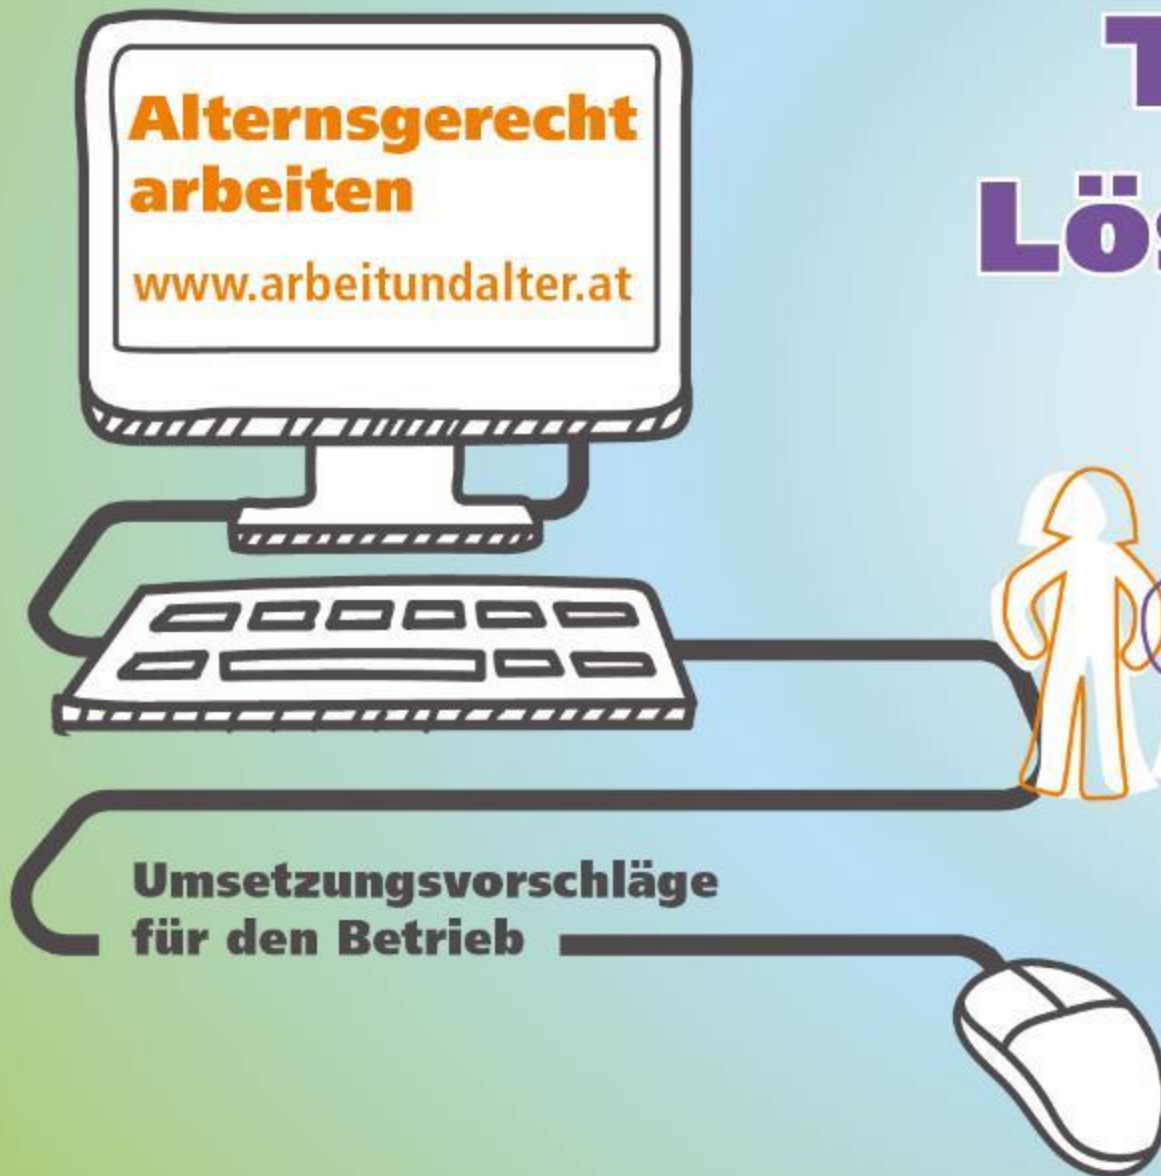 Alternsgerecht
arbeiten
www.arbeitundalter.at
Umsetzungsvorschläge
für den Betrieb